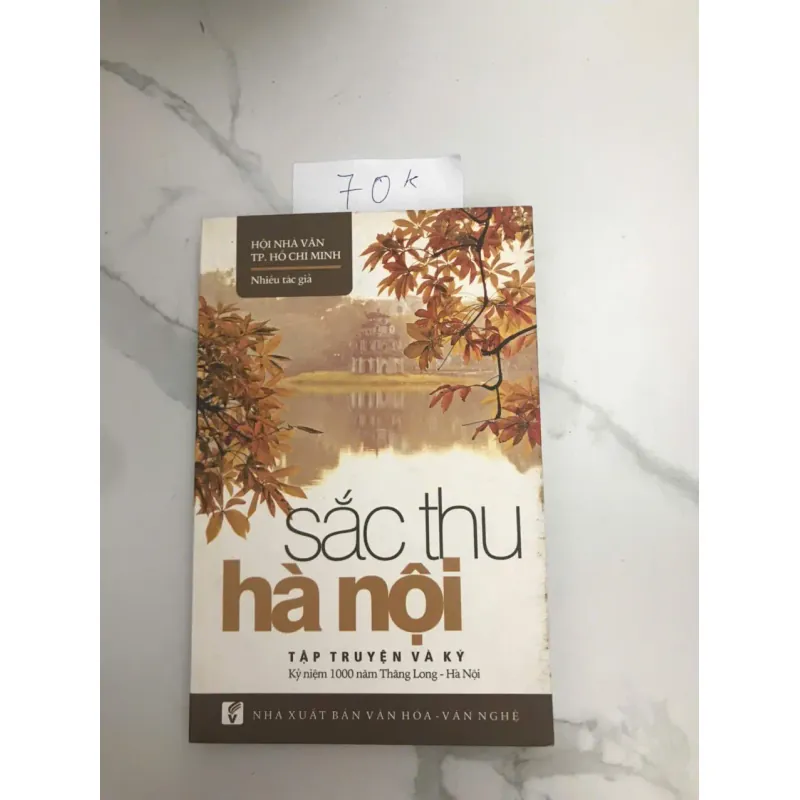 70k
HỘI NHÀ VĂN
TP. HỒ CHÍ MINH
Nhiều tác giả
sắc thu
hà nội
TẬP TRUYỆN VÀ KÝ
Kỷ niệm 1000 năm Thăng Long - Hà Nội
NHÀ XUẤT BẢN VĂN HÓA - VĂN NGHỆ